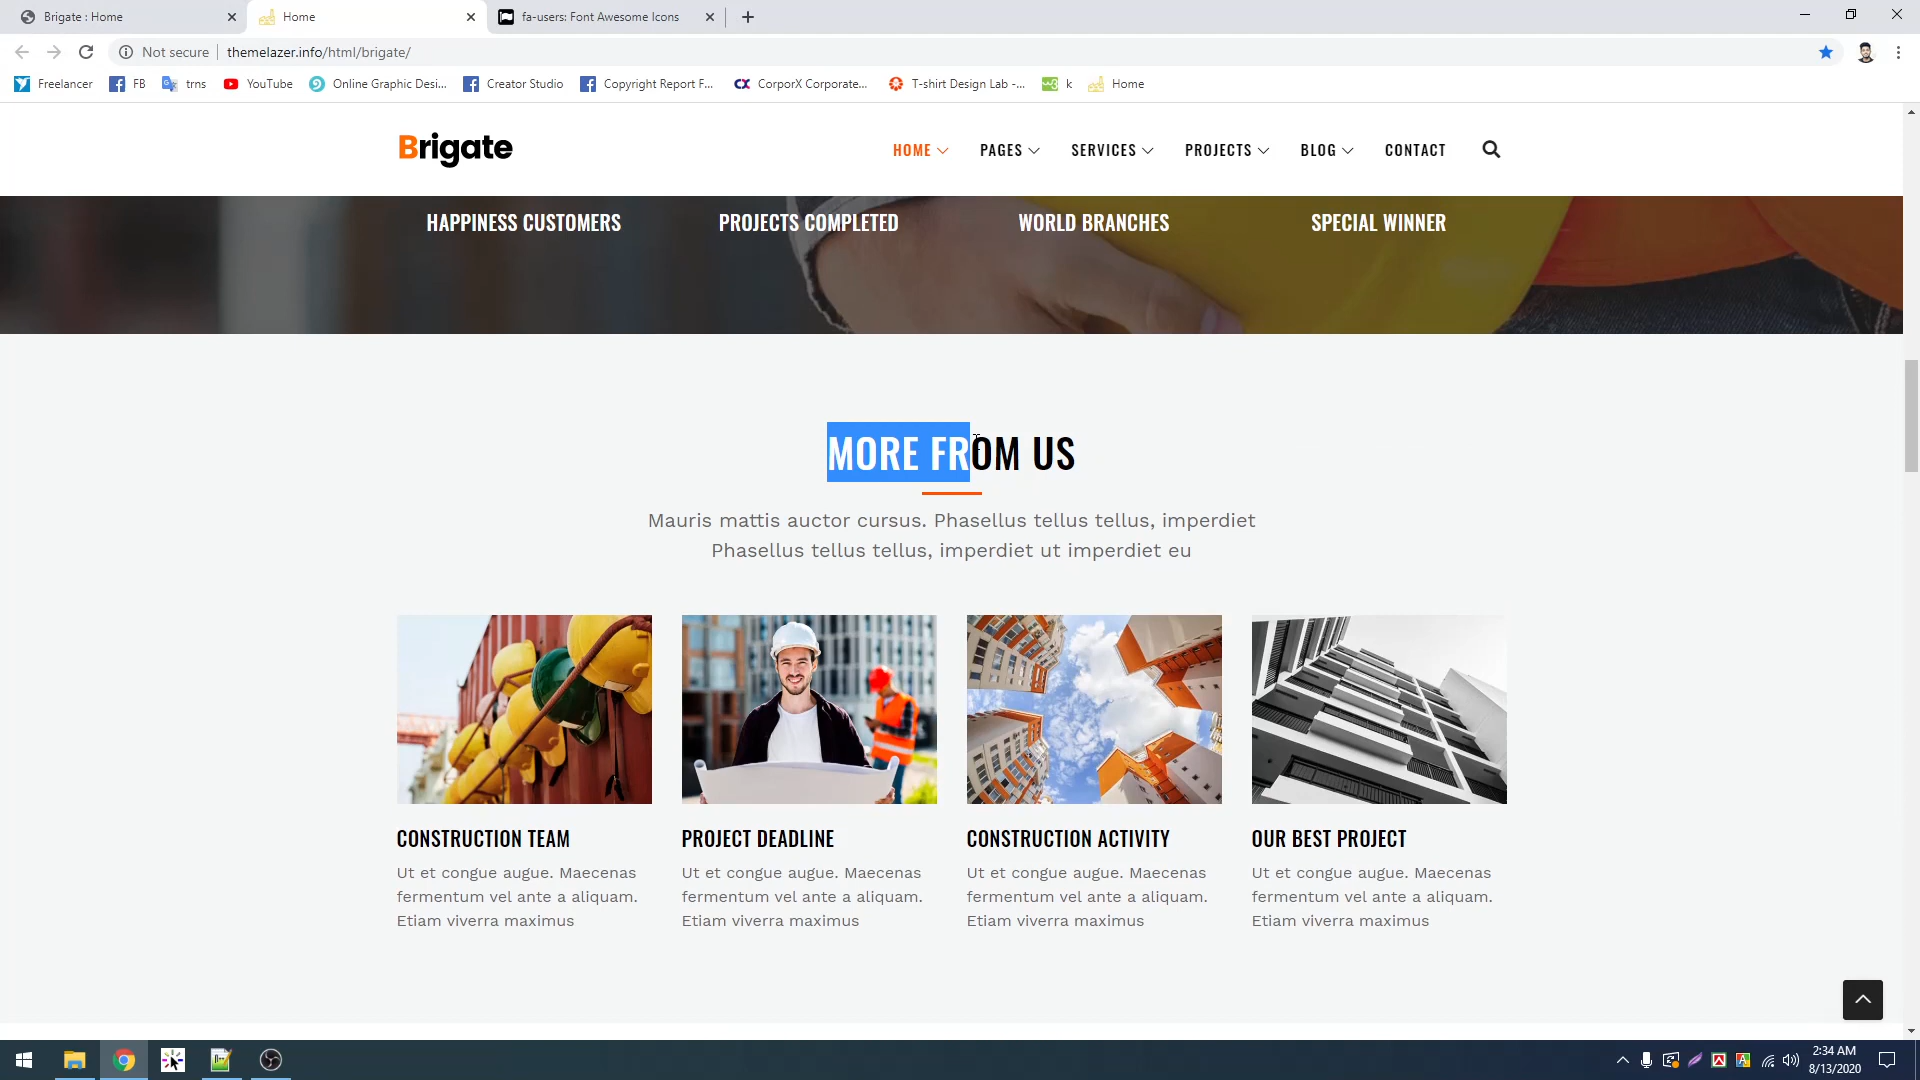 Brigate : Home
Home
fa-users: Font Awesome Icons
Not secure
themelazer.info/html/brigate/
Freelancer
FB
trns
YouTube
Online Graphic Desi...
Creator Studio
Copyright Report F...
CX
CorporX Corporate...
T-shirt Design Lab -...
k
Home
Brigate
HOME
PAGES
SERVICES
PROJECTS
BLOG
CONTACT
HAPPINESS CUSTOMERS
PROJECTS COMPLETED
WORLD BRANCHES
SPECIAL WINNER
MORE FROM US
Mauris mattis auctor cursus. Phasellus tellus tellus, imperdiet
Phasellus tellus tellus, imperdiet ut imperdiet eu
CONSTRUCTION TEAM
Ut et congue augue. Maecenas
fermentum vel ante a aliquam.
Etiam viverra maximus
PROJECT DEADLINE
Ut et congue augue. Maecenas
fermentum vel ante a aliquam.
Etiam viverra maximus
CONSTRUCTION ACTIVITY
Ut et congue augue. Maecenas
fermentum vel ante a aliquam.
Etiam viverra maximus
OUR BEST PROJECT
Ut et congue augue. Maecenas
fermentum vel ante a aliquam.
Etiam viverra maximus
2:34 AM
8/13/2020